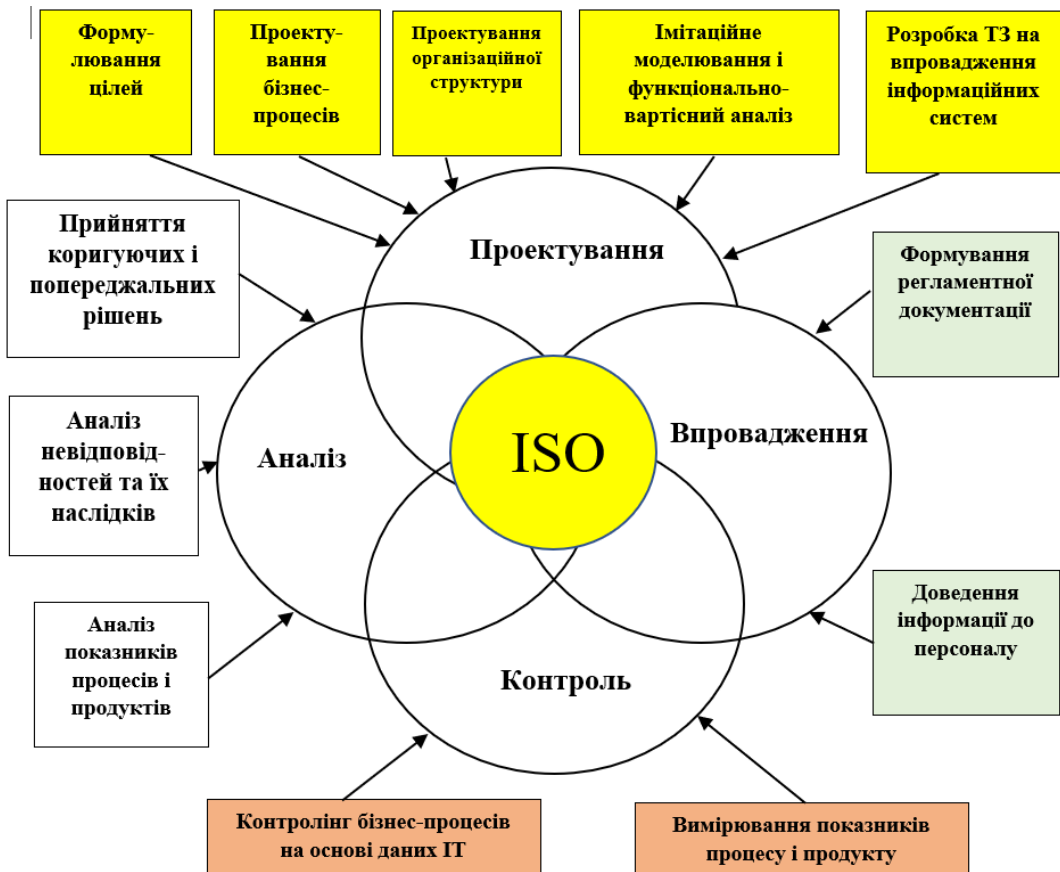 Форму-
лювання
цілей
Проекту-
вання
бізнес-
процесів
Проектування
організаційної
структури
Імітаційне
моделювання і
функціонально-
вартісний аналіз
Розробка ТЗ на
впровадження
інформаційних
систем
Прийняття
коригуючих і
попереджальних
рішень
Проектування
Формування
регламентної
документації
Аналіз
невідповід-
ностей та їх
наслідків
Аналіз
ISO
Впровадження
Аналіз
показників
процесів і
продуктів
Контроль
Доведення
інформації до
персоналу
Контролінг бізнес-процесів
на основі даних ІТ
Вимірювання показників
процесу і продукту